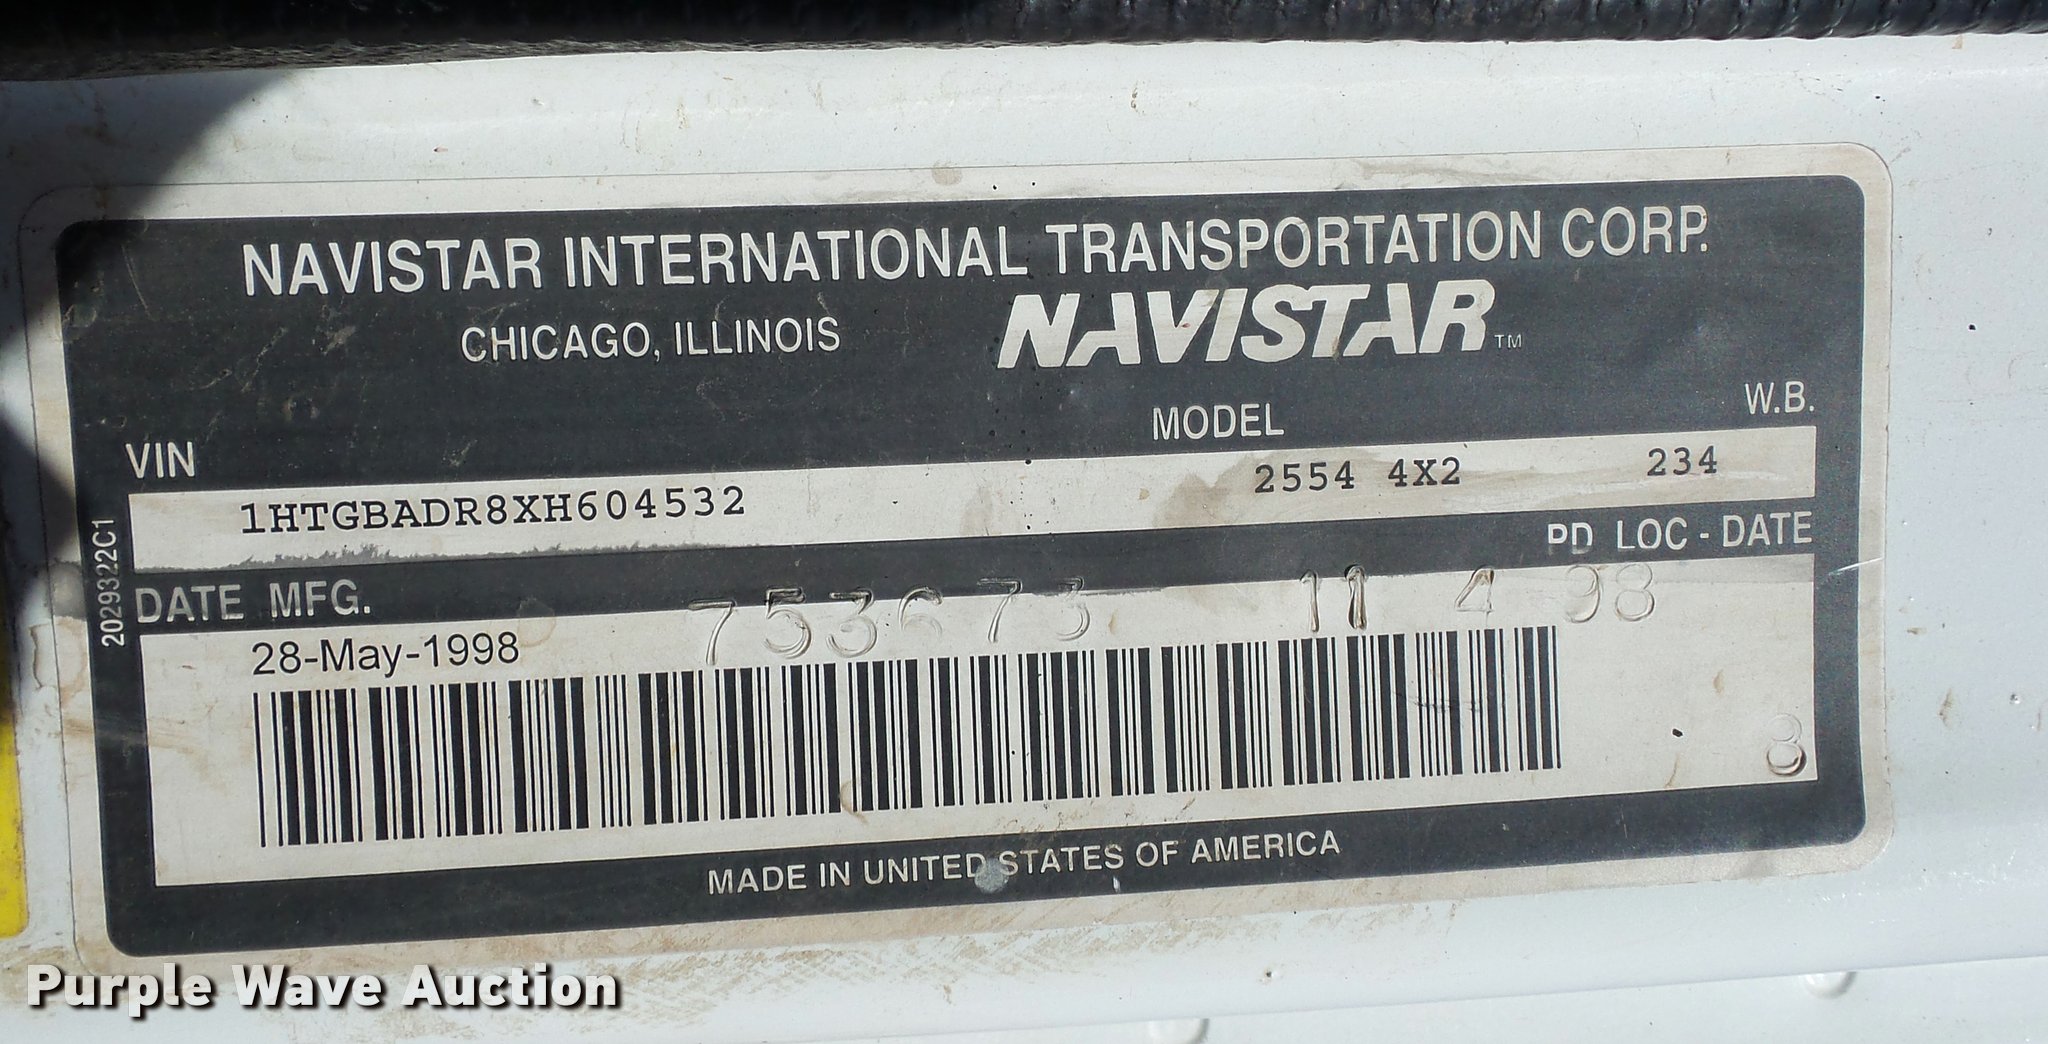 NAVISTAR INTERNATIONAL TRANSPORTATION CORP.
CHICAGO, ILLINOIS NAVISTAR™
VIN MODEL W.B.
1HTGBADR8XH604532 2554 4X2 234
2029322C1
DATE MFG. PD LOC - DATE
28-May-1998 753673 11 4 98
8
MADE IN UNITED STATES OF AMERICA
Purple Wave Auction